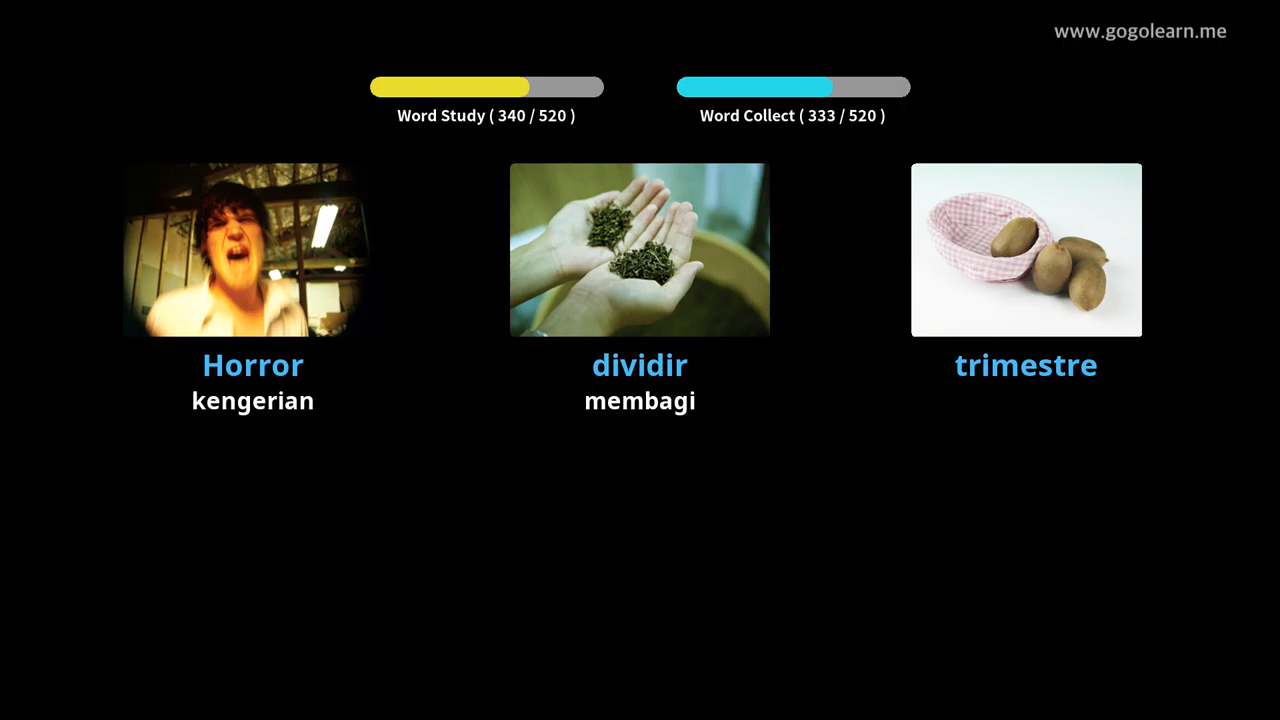 www.gogolearn.me
Word Study ( 340 / 520 )
Word Collect ( 333 / 520 )
Horror
kengerian
dividir
membagi
trimestre